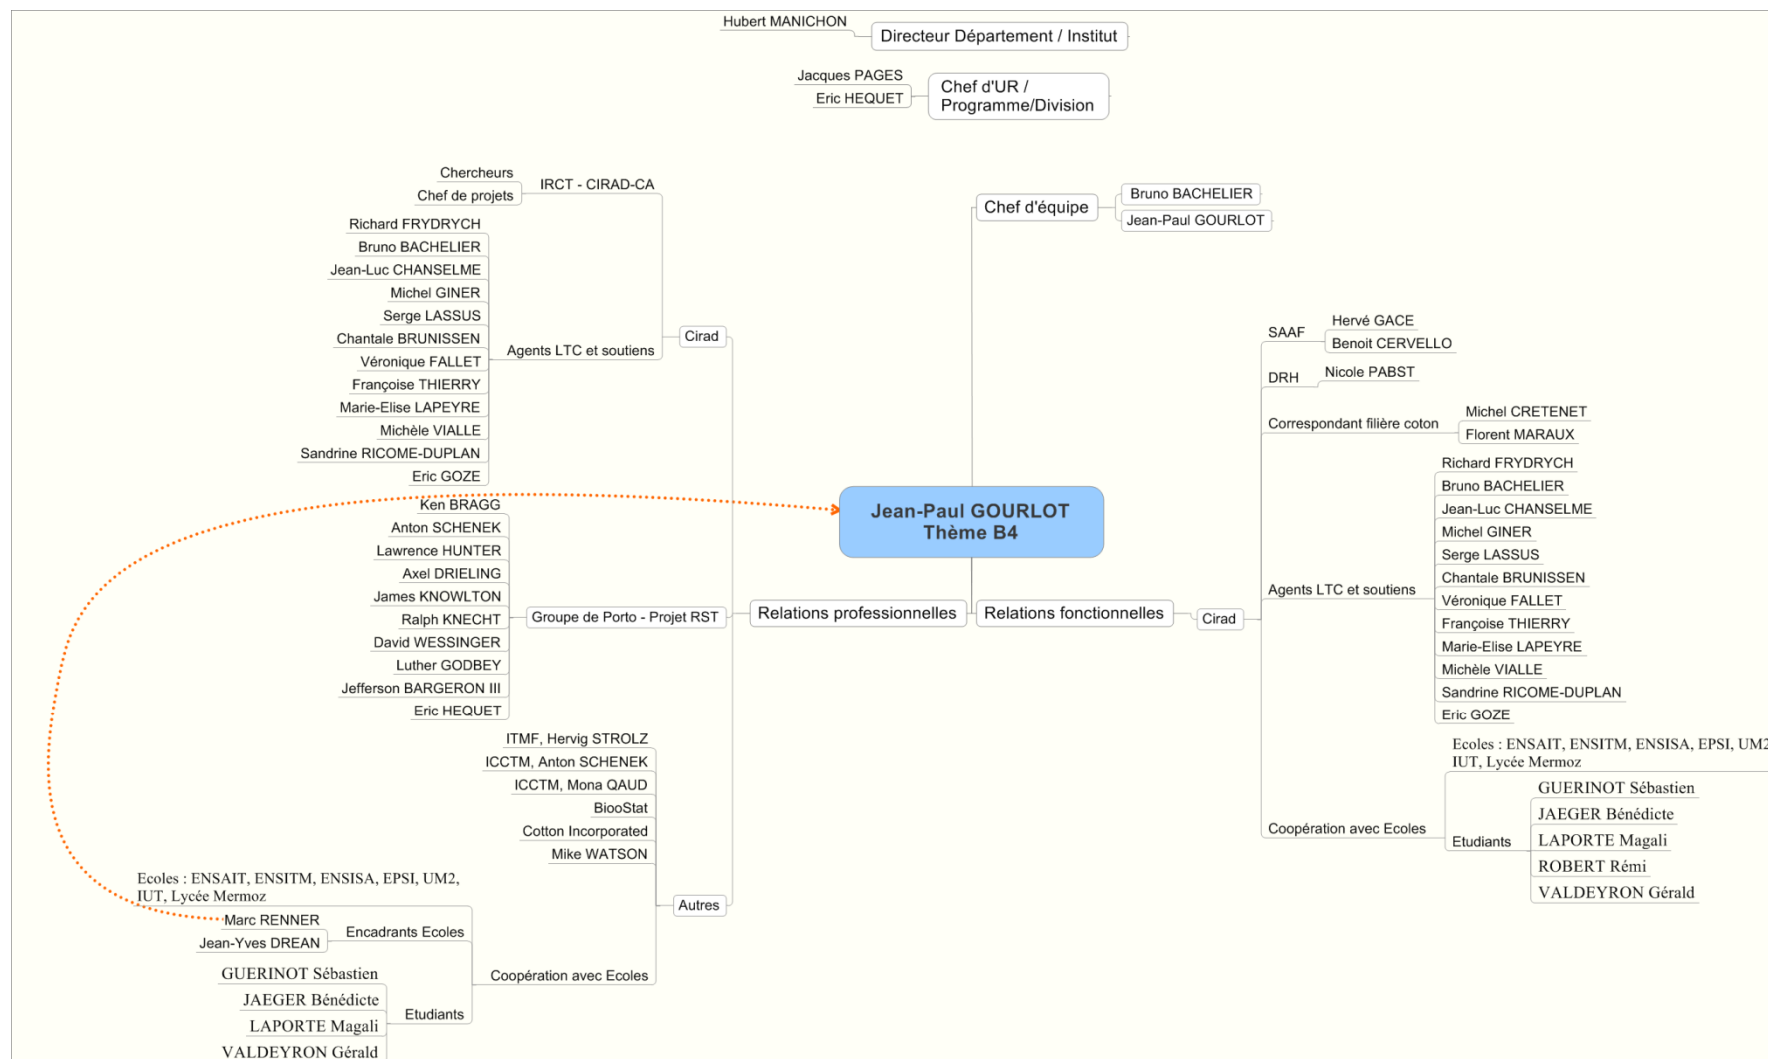 Hubert MANICHON
Directeur Département / Institut
Jacques PAGES
Eric HEQUET
Chef d'UR /
Programme/Division
Chercheurs
Chef de projets
IRCT - CIRAD-CA
Richard FRYDRYCH
Bruno BACHELIER
Jean-Luc CHANSELME
Michel GINER
Serge LASSUS
Chantale BRUNISSEN
Véronique FALLET
Françoise THIERRY
Marie-Elise LAPEYRE
Michèle VIALLE
Sandrine RICOME-DUPLAN
Eric GOZE
Agents LTC et soutiens
Cirad
Ken BRAGG
Anton SCHENEK
Lawrence HUNTER
Axel DRIELING
James KNOWLTON
Ralph KNECHT
David WESSINGER
Luther GODBEY
Jefferson BARGERON III
Eric HEQUET
Groupe de Porto - Projet RST
ITMF, Hervig STROLZ
ICCTM, Anton SCHENEK
ICCTM, Mona QAUD
BiooStat
Cotton Incorporated
Mike WATSON
Autres
Ecoles : ENSAIT, ENSITM, ENSISA, EPSI, UM2,
IUT, Lycée Mermoz
Marc RENNER
Jean-Yves DREAN
Encadrants Ecoles
Coopération avec Ecoles
GUERINOT Sébastien
JAEGER Bénédicte
LAPORTE Magali
VALDEYRON Gérald
Etudiants
Relations professionnelles
Jean-Paul GOURLOT
Thème B4
Chef d'équipe
Bruno BACHELIER
Jean-Paul GOURLOT
Relations fonctionnelles
Cirad
SAAF
Hervé GACE
Benoit CERVELLO
DRH
Nicole PABST
Correspondant filière coton
Michel CRETENET
Florent MARAUX
Agents LTC et soutiens
Richard FRYDRYCH
Bruno BACHELIER
Jean-Luc CHANSELME
Michel GINER
Serge LASSUS
Chantale BRUNISSEN
Véronique FALLET
Françoise THIERRY
Marie-Elise LAPEYRE
Michèle VIALLE
Sandrine RICOME-DUPLAN
Eric GOZE
Coopération avec Ecoles
Ecoles : ENSAIT, ENSITM, ENSISA, EPSI, UM2
IUT, Lycée Mermoz
Etudiants
GUERINOT Sébastien
JAEGER Bénédicte
LAPORTE Magali
ROBERT Rémi
VALDEYRON Gérald